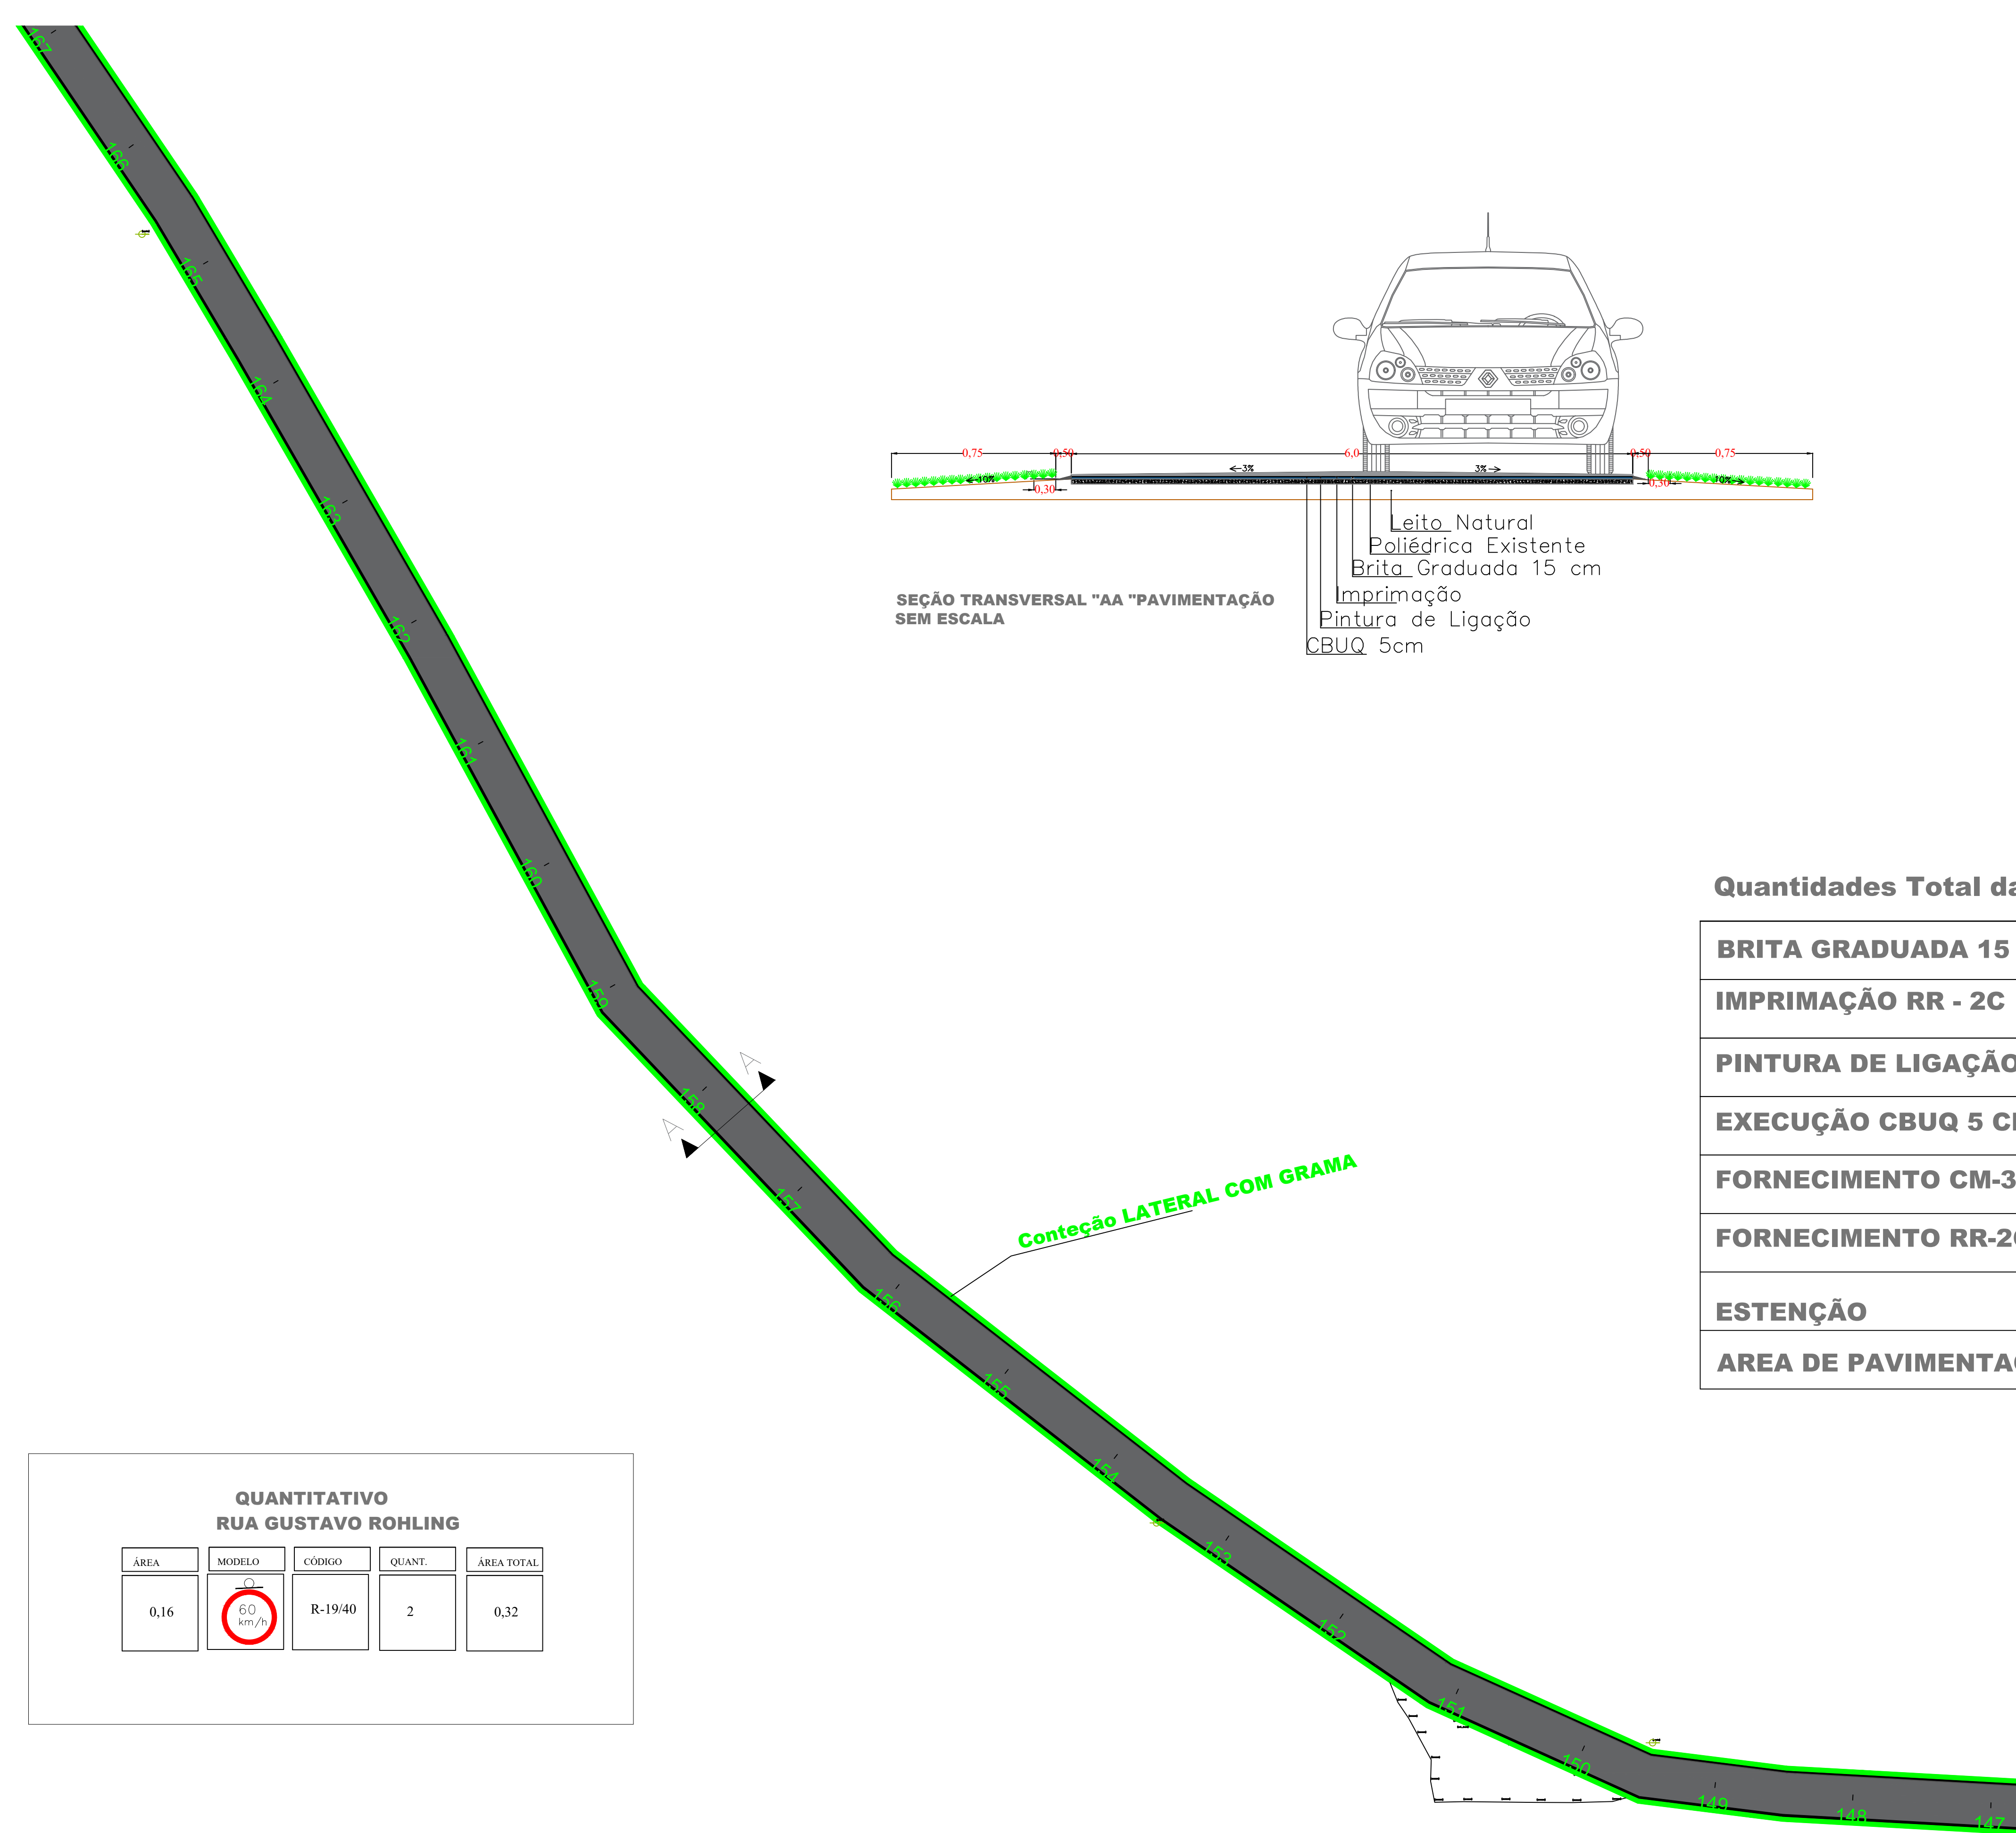 167
166
165
164
163
162
161
160
159
158
157
156
155
154
153
152
151
150
149
148
147
0,75
0,50
6,0
0,50
0,75
←3%
3%→
←10%
10%→
0,30
0,30
Leito Natural
Poliédrica Existente
Brita Graduada 15 cm
Imprimação
Pintura de Ligação
CBUQ 5cm
SEÇÃO TRANSVERSAL "AA "PAVIMENTAÇÃO
SEM ESCALA
A
A
Conteção LATERAL COM GRAMA
Quantidades Total da
BRITA GRADUADA 15
IMPRIMAÇÃO RR - 2C
PINTURA DE LIGAÇÃO
EXECUÇÃO CBUQ 5 C
FORNECIMENTO CM-3
FORNECIMENTO RR-2
ESTENÇÃO
AREA DE PAVIMENTA
QUANTITATIVO
RUA GUSTAVO ROHLING
ÁREA MODELO CÓDIGO QUANT. ÁREA TOTAL
0,16 60 km/h R-19/40 2 0,32